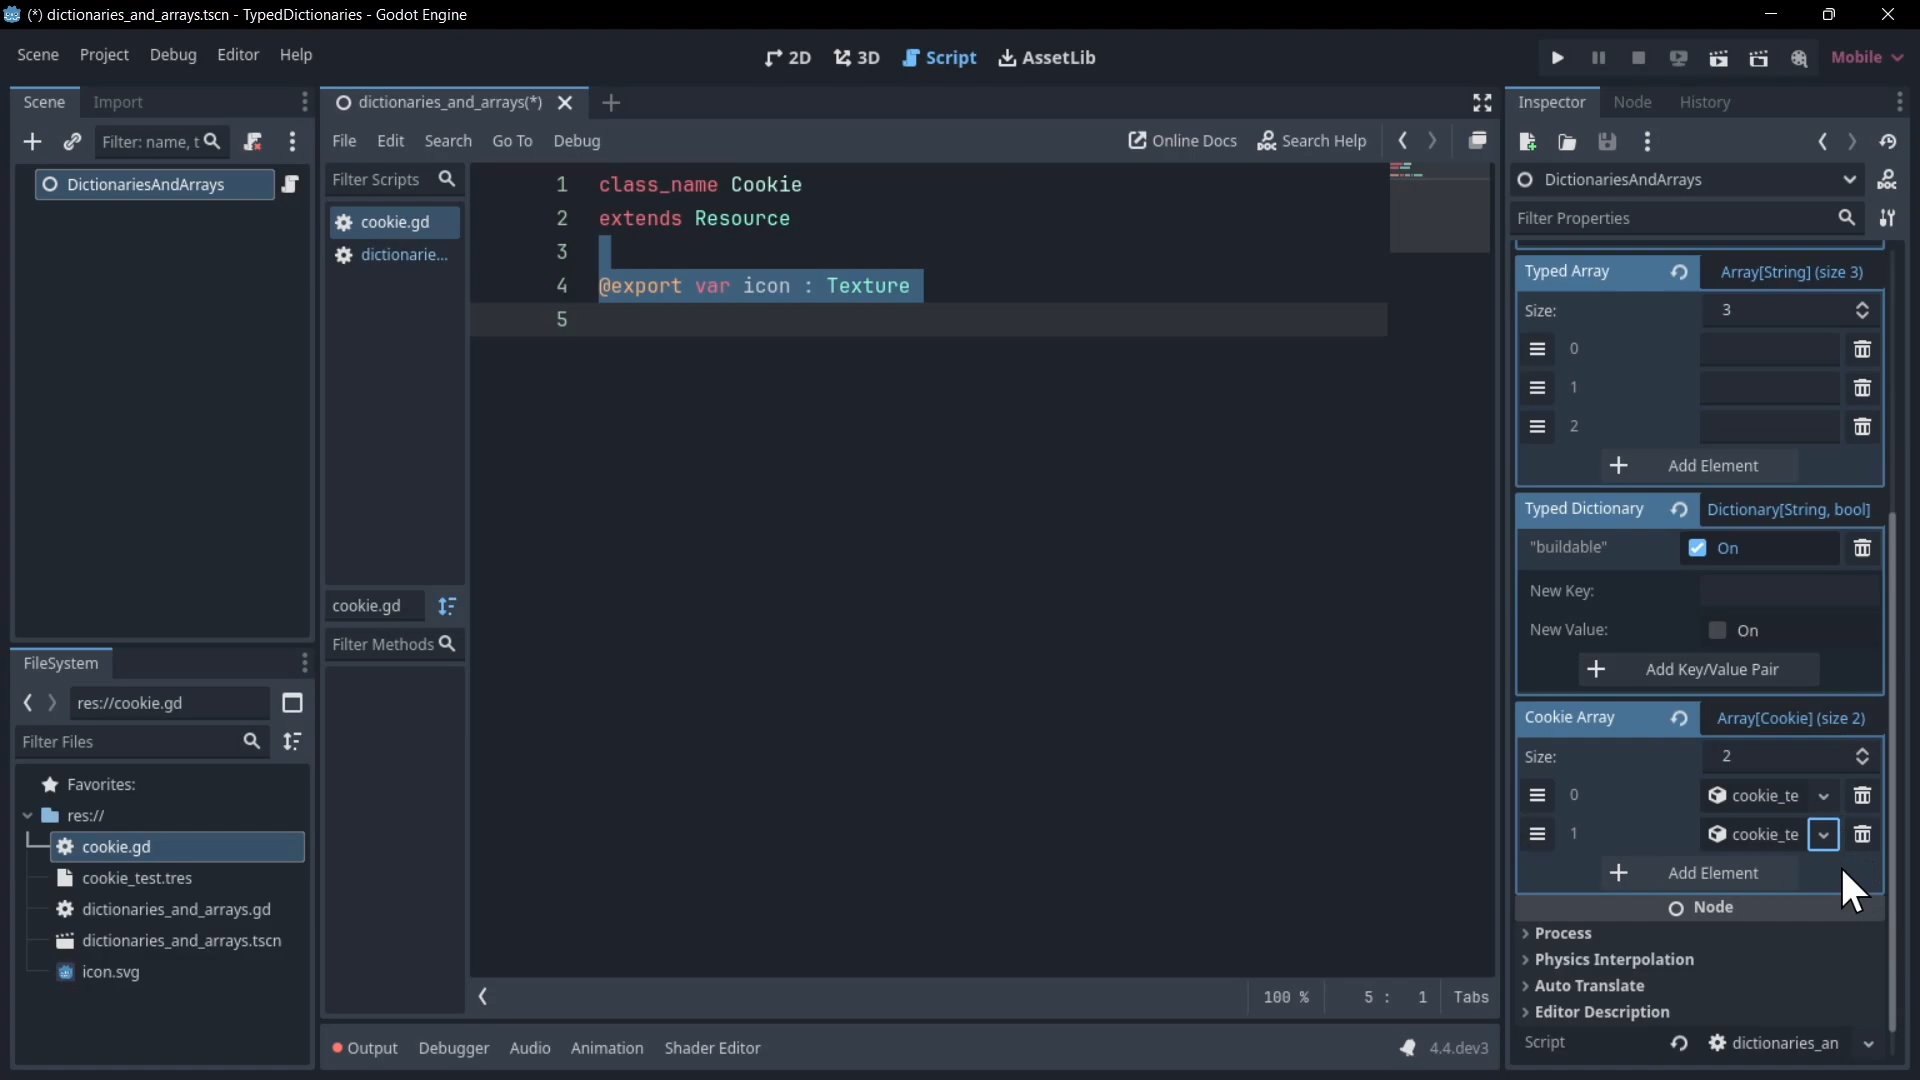 (*) dictionaries_and_arrays.tscn - TypedDictionaries - Godot Engine
Scene Project Debug Editor Help
2D 3D Script AssetLib
Mobile
Scene Import
Filter: name, t
DictionariesAndArrays
FileSystem
res://cookie.gd
Filter Files
Favorites:
res://
cookie.gd
cookie_test.tres
dictionaries_and_arrays.gd
dictionaries_and_arrays.tscn
icon.svg
dictionaries_and_arrays(*)
File Edit Search Go To Debug
Online Docs Search Help
Filter Scripts
cookie.gd
dictionarie...
cookie.gd
Filter Methods
1 class_name Cookie
2 extends Resource
3
4 @export var icon : Texture
5
100 % 5 : 1 Tabs
Output Debugger Audio Animation Shader Editor
4.4.dev3
Inspector Node History
DictionariesAndArrays
Filter Properties
Typed Array Array[String] (size 3)
Size: 3
0
1
2
Add Element
Typed Dictionary Dictionary[String, bool]
"buildable" On
New Key:
New Value: On
Add Key/Value Pair
Cookie Array Array[Cookie] (size 2)
Size: 2
0 cookie_te
1 cookie_te
Add Element
Node
Process
Physics Interpolation
Auto Translate
Editor Description
Script dictionaries_an